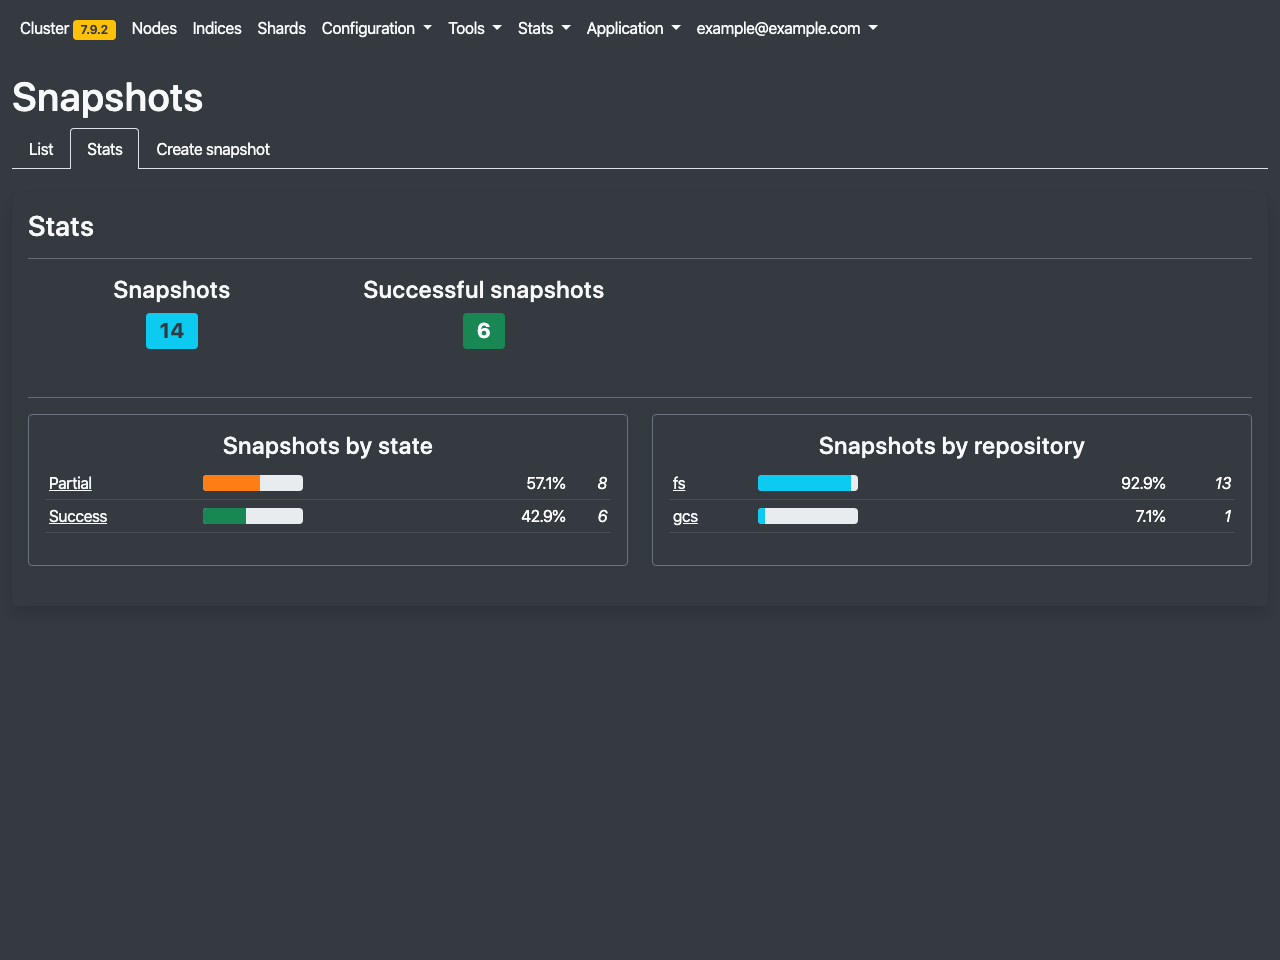 Cluster 7.9.2 Nodes Indices Shards Configuration Tools Stats Application example@example.com
Snapshots
List Stats Create snapshot
Stats
Snapshots Successful snapshots
14 6
Snapshots by state
Partial 57.1% 8
Success 42.9% 6
Snapshots by repository
fs 92.9% 13
gcs 7.1% 1